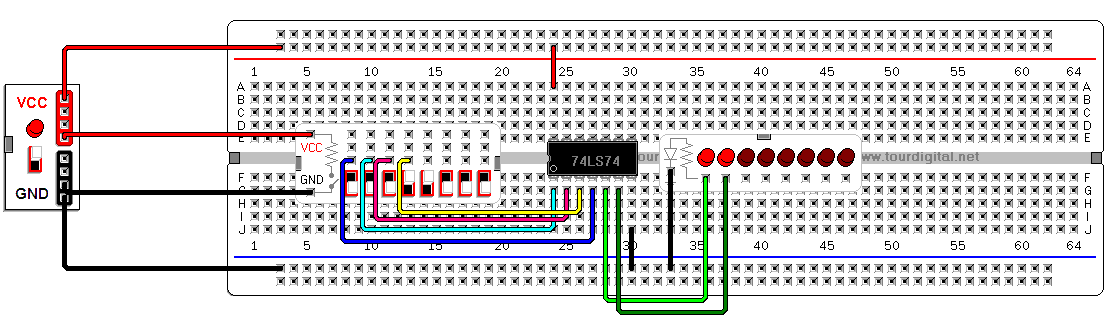 1 5 10 15 20 25 30 35 40 45 50 55 60 64
A A
B B
C C
D D
E E
VCC
VCC
74LS74
tour
www.tourdigital.net
GND
GND
F F
G G
H H
I I
J J
1 5 10 15 20 25 30 35 40 45 50 55 60 64